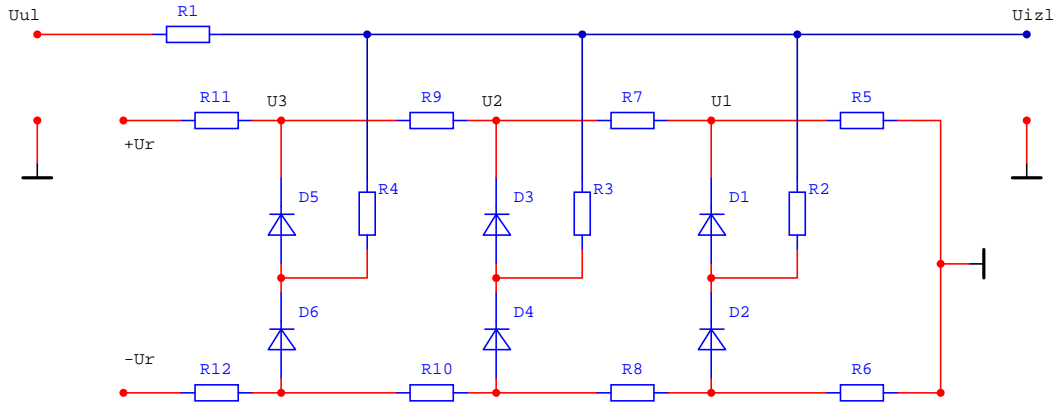 Uul R1 Uizl
R11 U3 R9 U2 R7 U1 R5
+Ur
D5 R4 D3 R3 D1 R2
D6 D4 D2
-Ur R12 R10 R8 R6